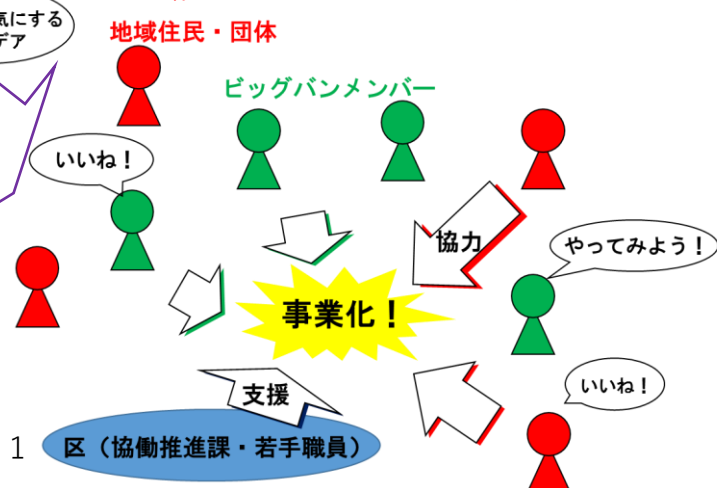 気にする
デア
地域住民・団体
ビッグバンメンバー
いいね！
協力
やってみよう！
事業化！
支援
いいね！
1
区（協働推進課・若手職員）